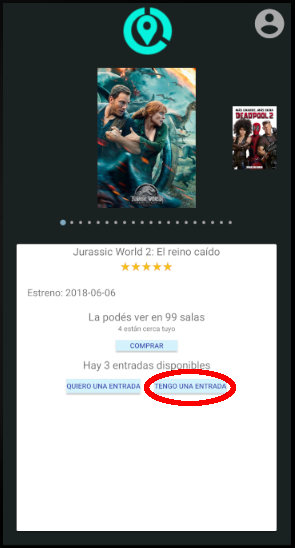 JURASSIC WORLD
DEADPOOL 2
Jurassic World 2: El reino caído
Estreno: 2018-06-06
La podés ver en 99 salas
4 están cerca tuyo
COMPRAR
Hay 3 entradas disponibles
QUIERO UNA ENTRADA
TENGO UNA ENTRADA